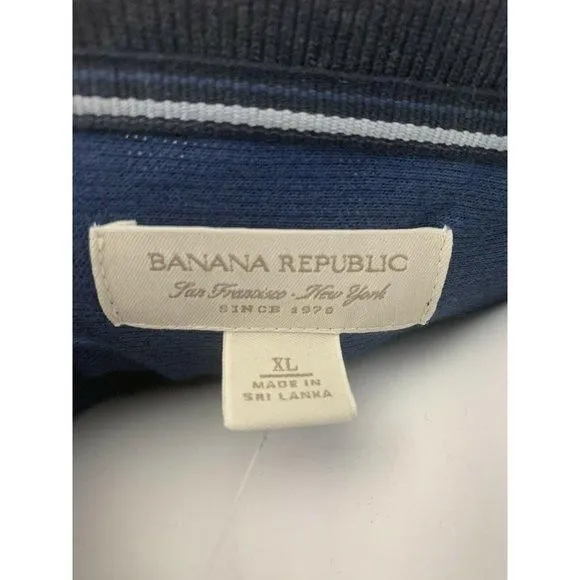 BANANA REPUBLIC
San Francisco - New York
SINCE 1978
XL
MADE IN
SRI LANKA